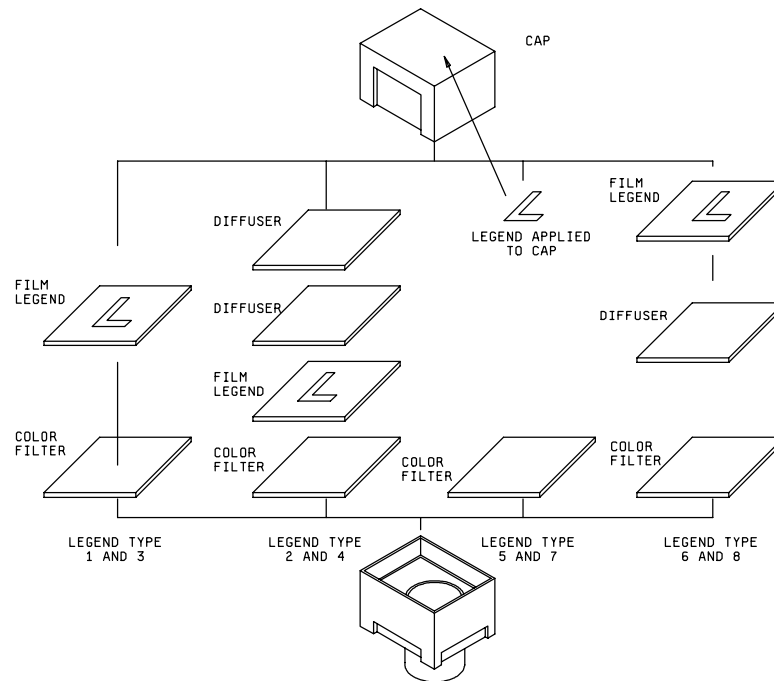 CAP
FILM
LEGEND
DIFFUSER
L
LEGEND APPLIED
TO CAP
L
FILM
LEGEND
L
DIFFUSER
DIFFUSER
FILM
LEGEND
L
COLOR
FILTER
COLOR
FILTER
COLOR
FILTER
COLOR
FILTER
LEGEND TYPE
1 AND 3
LEGEND TYPE
2 AND 4
LEGEND TYPE
5 AND 7
LEGEND TYPE
6 AND 8